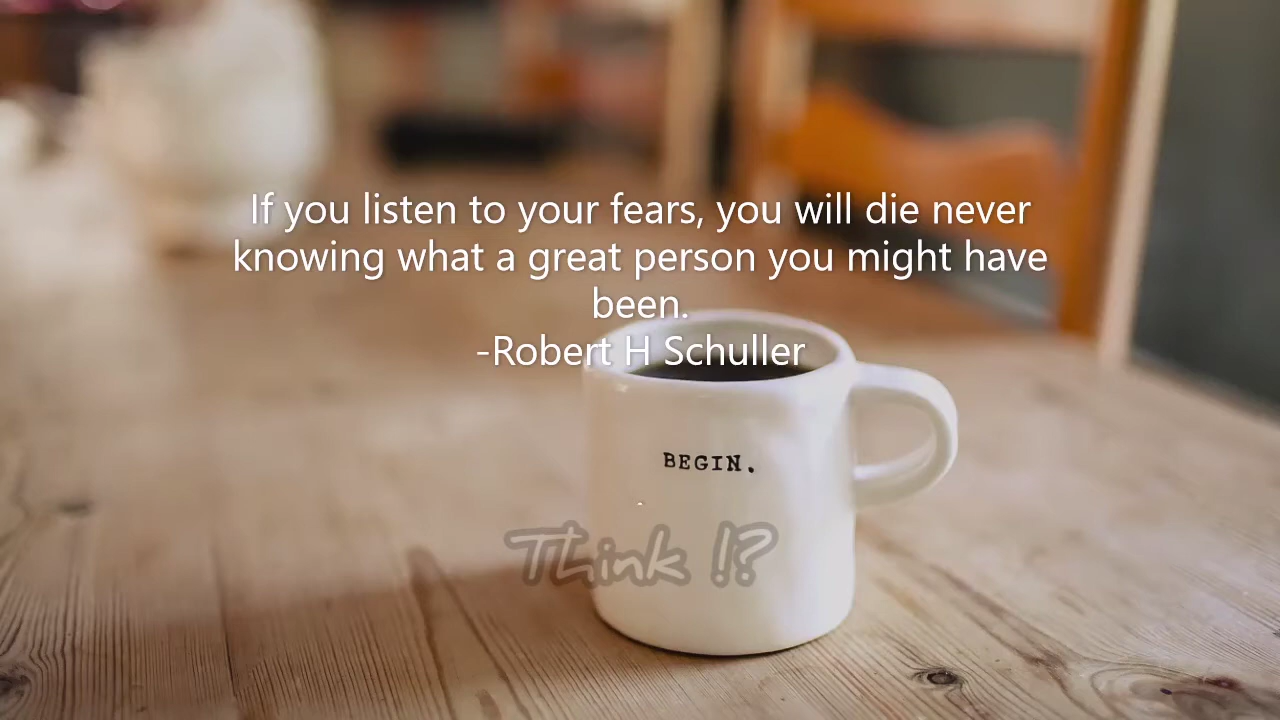 If you listen to your fears, you will die never
knowing what a great person you might have
been.
-Robert H Schuller
BEGIN.
Think !?